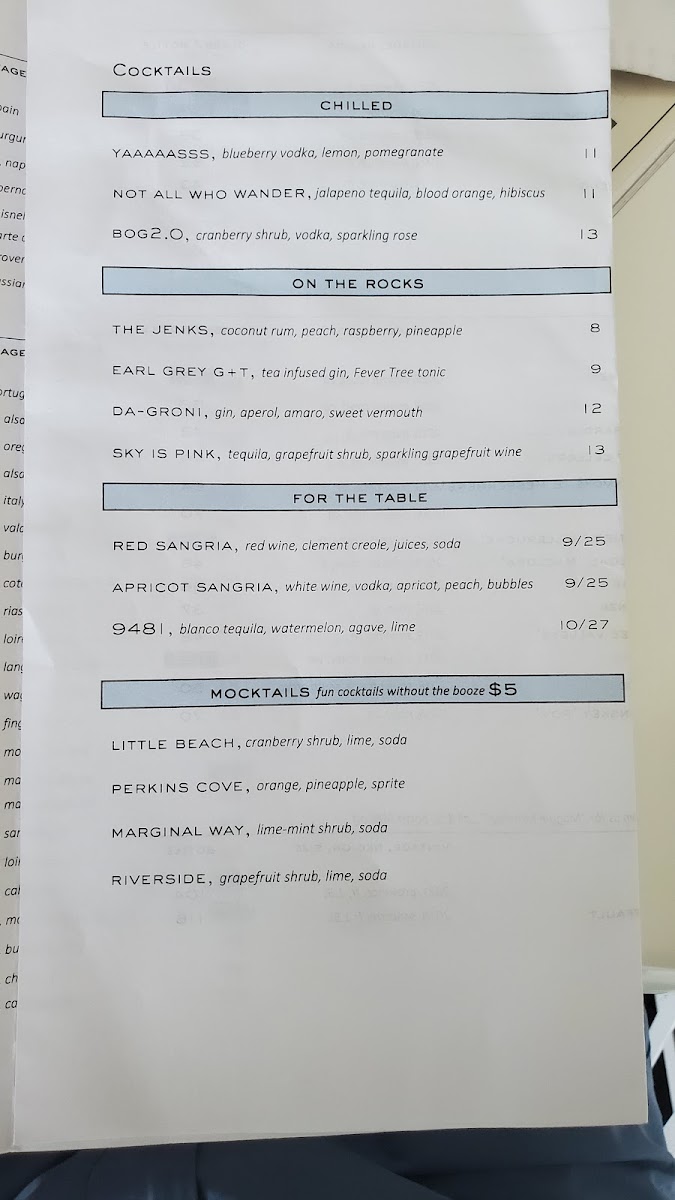 COCKTAILS
CHILLED
YAAAAASSS, blueberry vodka, lemon, pomegranate 11
NOT ALL WHO WANDER, jalapeno tequila, blood orange, hibiscus 11
BOG2.0, cranberry shrub, vodka, sparkling rose 13
ON THE ROCKS
THE JENKS, coconut rum, peach, raspberry, pineapple 8
EARL GREY G+T, tea infused gin, Fever Tree tonic 9
DA-GRONI, gin, aperol, amaro, sweet vermouth 12
SKY IS PINK, tequila, grapefruit shrub, sparkling grapefruit wine 13
FOR THE TABLE
RED SANGRIA, red wine, clement creole, juices, soda 9/25
APRICOT SANGRIA, white wine, vodka, apricot, peach, bubbles 9/25
9481, blanco tequila, watermelon, agave, lime 10/27
MOCKTAILS fun cocktails without the booze $5
LITTLE BEACH, cranberry shrub, lime, soda
PERKINS COVE, orange, pineapple, sprite
MARGINAL WAY, lime-mint shrub, soda
RIVERSIDE, grapefruit shrub, lime, soda